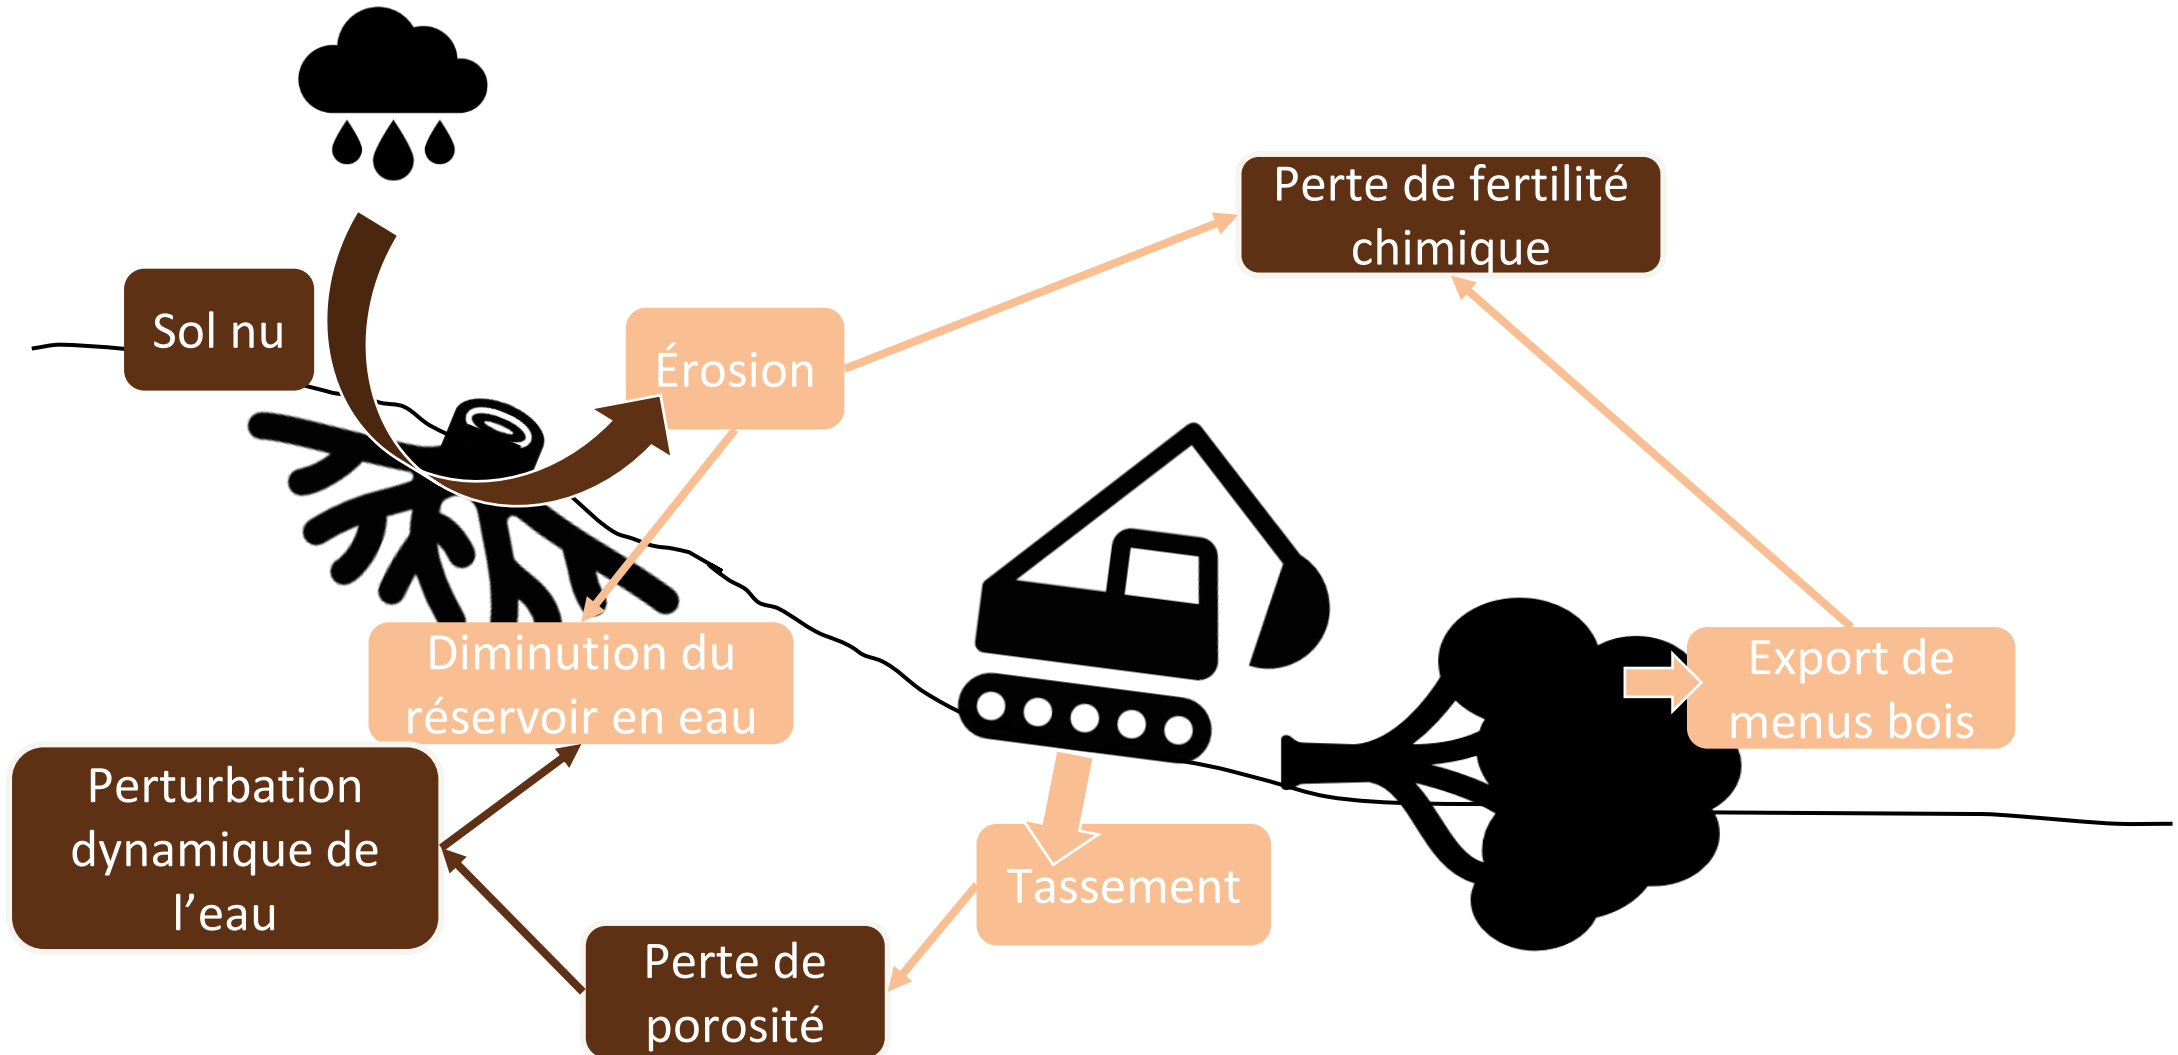 Perte de fertilité
chimique
Sol nu
Érosion
Diminution du
réservoir en eau
Export de
menus bois
Perturbation
dynamique de
l’eau
Tassement
Perte de
porosité